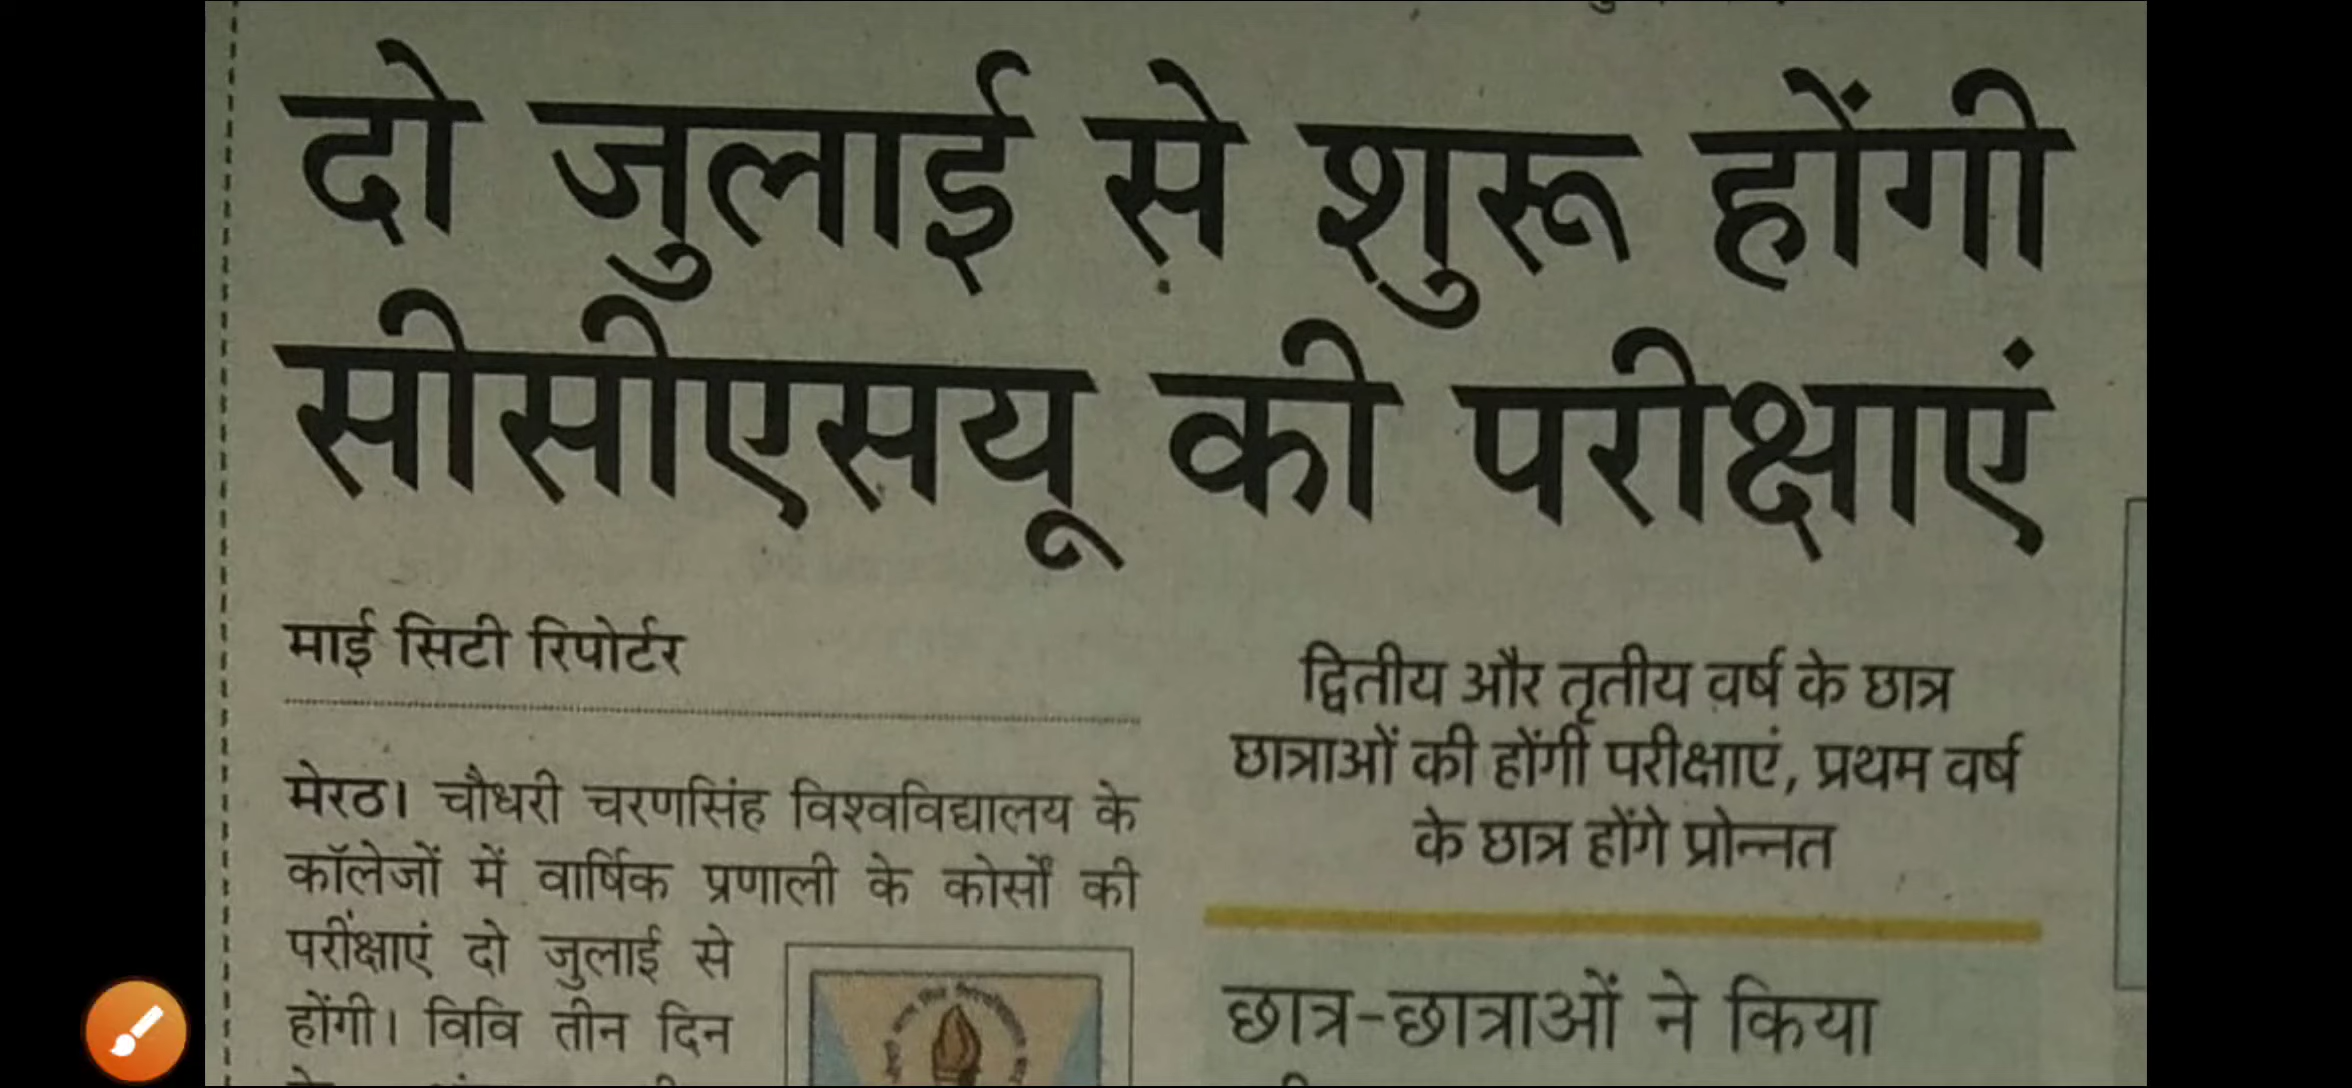 दो जुलाई से शुरू होंगी
सीसीएसयू की परीक्षाएं
माई सिटी रिपोर्टर
मेरठ। चौधरी चरणसिंह विश्वविद्यालय के
कॉलेजों में वार्षिक प्रणाली के कोर्सों की
परीक्षाएं दो जुलाई से
होंगी। विवि तीन दिन
द्वितीय और तृतीय वर्ष के छात्र
छात्राओं की होंगी परीक्षाएं, प्रथम वर्ष
के छात्र होंगे प्रोन्नत
छात्र-छात्राओं ने किया